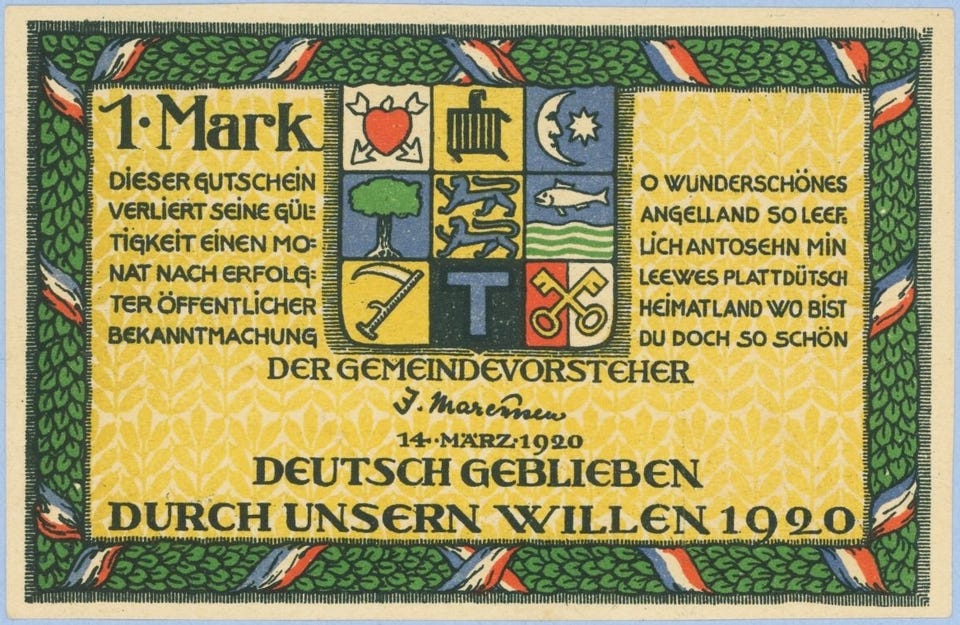 1·Mark
DIESER GUTSCHEIN
VERLIERT SEINE GÜL=
TIGKEIT EINEN MO=
NAT NACH ERFOLG=
TER ÖFFENTLICHER
BEKANNTMACHUNG
T
O WUNDERSCHÖNES
ANGELLAND SO LEEF,
LICH ANTOSEHN MIN
LEEWES PLATTDÜTSCH
HEIMATLAND WO BIST
DU DOCH SO SCHÖN
DER GEMEINDEVORSTEHER
14·MÄRZ·1920
DEUTSCH GEBLIEBEN
DURCH UNSERN WILLEN 1920